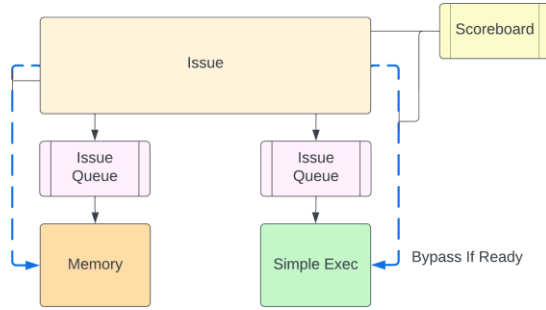 Scoreboard
Issue
Issue
Queue
Issue
Queue
Memory
Simple Exec
Bypass If Ready